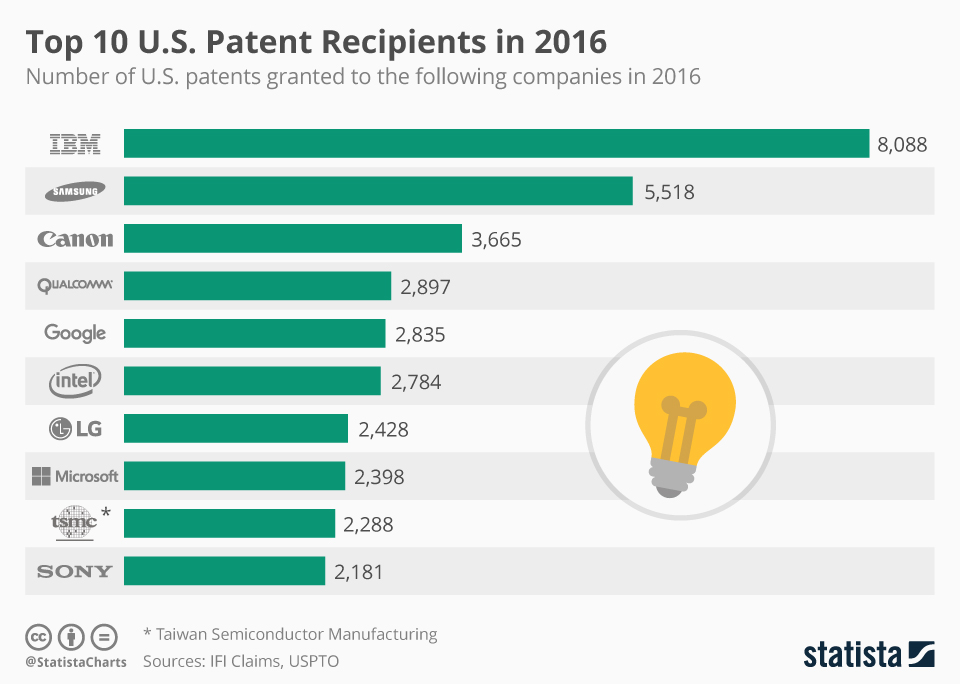 Top 10 U.S. Patent Recipients in 2016
Number of U.S. patents granted to the following companies in 2016
IBM 8,088
SAMSUNG 5,518
Canon 3,665
QUALCOMM 2,897
Google 2,835
intel 2,784
LG 2,428
Microsoft 2,398
tsmc * 2,288
SONY 2,181
cc =
@StatistaCharts
* Taiwan Semiconductor Manufacturing
Sources: IFI Claims, USPTO
statista